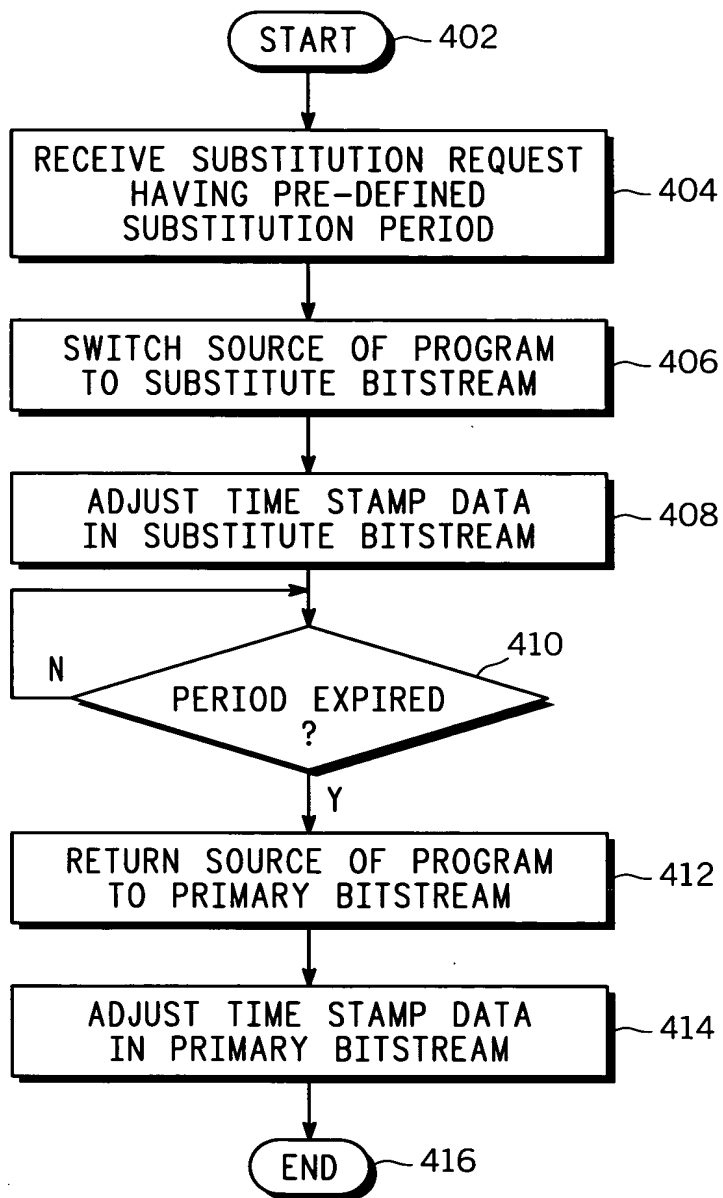 START
402
RECEIVE SUBSTITUTION REQUEST
HAVING PRE-DEFINED
SUBSTITUTION PERIOD
404
SWITCH SOURCE OF PROGRAM
TO SUBSTITUTE BITSTREAM
406
ADJUST TIME STAMP DATA
IN SUBSTITUTE BITSTREAM
408
410
N
PERIOD EXPIRED
?
Y
RETURN SOURCE OF PROGRAM
TO PRIMARY BITSTREAM
412
ADJUST TIME STAMP DATA
IN PRIMARY BITSTREAM
414
END
416